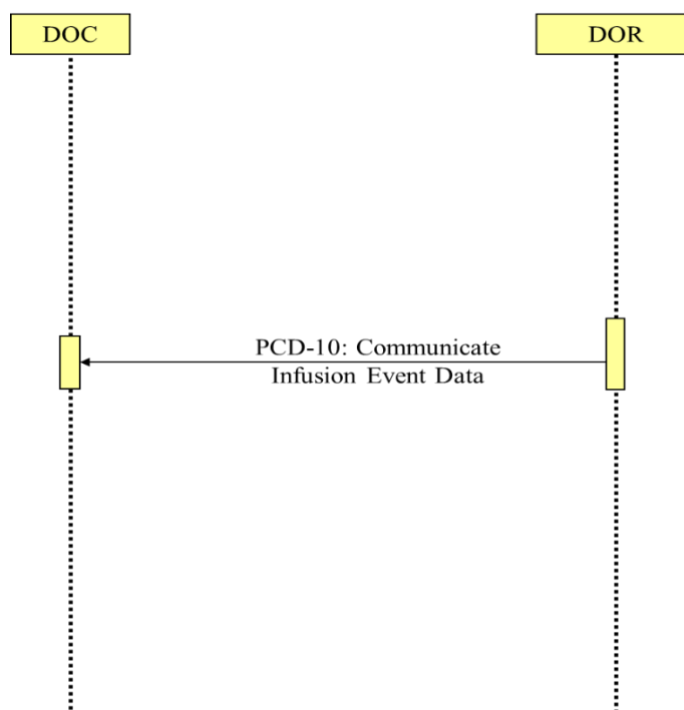 DOC
DOR
PCD-10: Communicate
Infusion Event Data